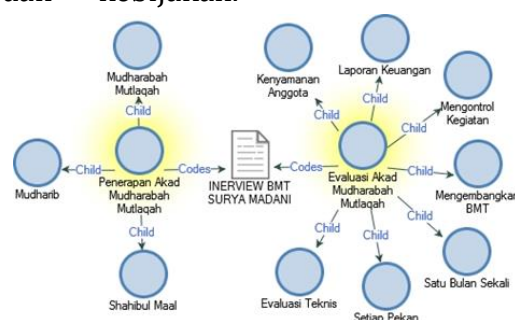 dan kebijakan.
Mudharabah
Mutlaqah
Child
Mudharib
Child
Penerapan Akad
Mudharabah
Mutlaqah
Codes
Child
Shahibul Maal
INERVIEW BMT
SURYA MADANI
Codes
Evaluasi Akad
Mudharabah
Mutlaqah
Kenyamanan
Anggota
Child
Laporan Keuangan
Child
Mengontrol
Kegiatan
Child
Mengembangkan
BMT
Child
Satu Bulan Sekali
Child
Setiap Pekan
Child
Evaluasi Teknis
Child